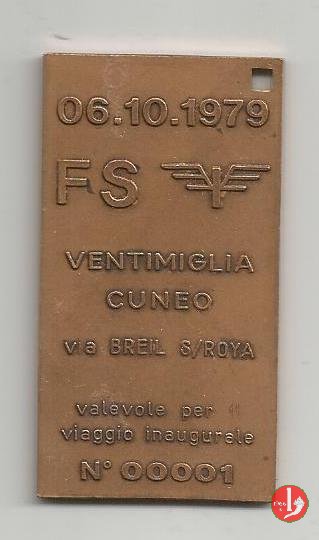 06.10.1979
FS
VENTIMIGLIA
CUNEO
via BREIL S/ROYA
valevole per il
viaggio inaugurale
N° 00001